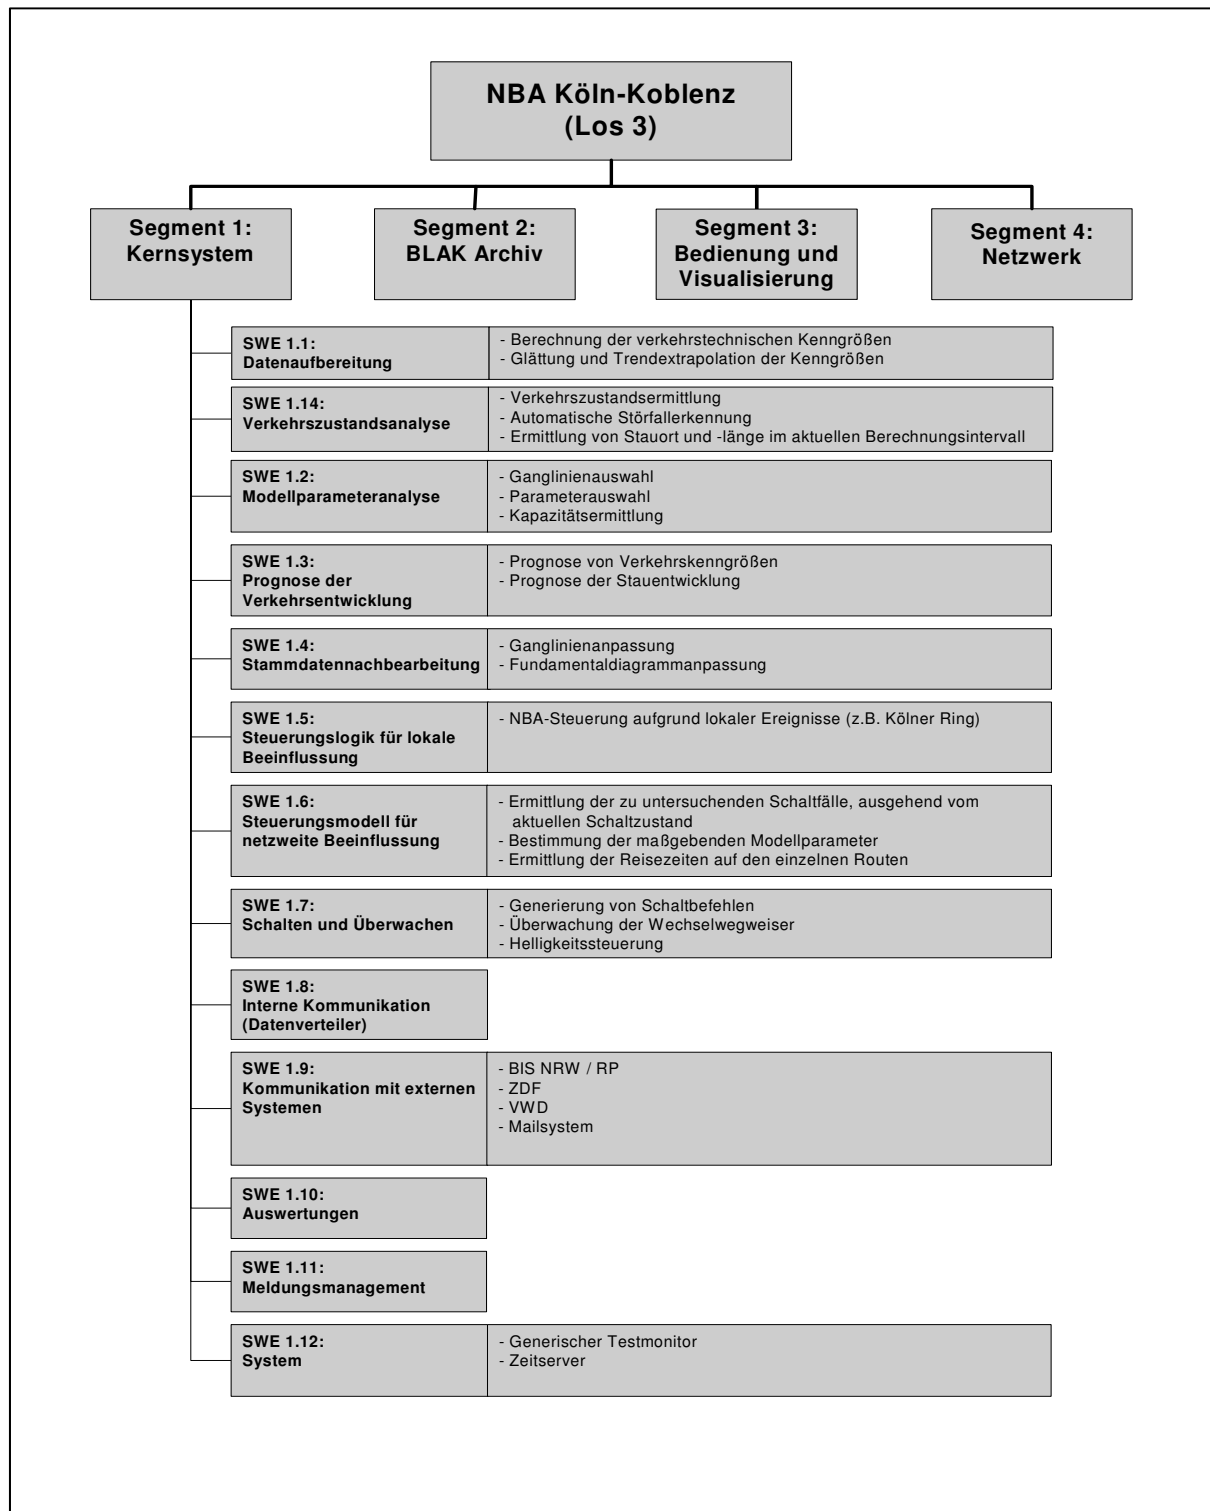 NBA Köln-Koblenz
(Los 3)
Segment 1:
Kernsystem
Segment 2:
BLAK Archiv
Segment 3:
Bedienung und
Visualisierung
Segment 4:
Netzwerk
SWE 1.1:
Datenaufbereitung
- Berechnung der verkehrstechnischen Kenngrößen
- Glättung und Trendextrapolation der Kenngrößen
SWE 1.14:
Verkehrszustandsanalyse
- Verkehrszustandsermittlung
- Automatische Störfallerkennung
- Ermittlung von Stauort und -länge im aktuellen Berechnungsintervall
SWE 1.2:
Modellparameteranalyse
- Ganglinienauswahl
- Parameterauswahl
- Kapazitätsermittlung
SWE 1.3:
Prognose der
Verkehrsentwicklung
- Prognose von Verkehrskenngrößen
- Prognose der Stauentwicklung
SWE 1.4:
Stammdatennachbearbeitung
- Ganglinienanpassung
- Fundamentaldiagrammanpassung
SWE 1.5:
Steuerungslogik für lokale
Beeinflussung
- NBA-Steuerung aufgrund lokaler Ereignisse (z.B. Kölner Ring)
SWE 1.6:
Steuerungsmodell für
netzweite Beeinflussung
- Ermittlung der zu untersuchenden Schaltfälle, ausgehend vom
aktuellen Schaltzustand
- Bestimmung der maßgebenden Modellparameter
- Ermittlung der Reisezeiten auf den einzelnen Routen
SWE 1.7:
Schalten und Überwachen
- Generierung von Schaltbefehlen
- Überwachung der Wechselwegweiser
- Helligkeitssteuerung
SWE 1.8:
Interne Kommunikation
(Datenverteiler)
SWE 1.9:
Kommunikation mit externen
Systemen
- BIS NRW / RP
- ZDF
- VWD
- Mailsystem
SWE 1.10:
Auswertungen
SWE 1.11:
Meldungsmanagement
SWE 1.12:
System
- Generischer Testmonitor
- Zeitserver